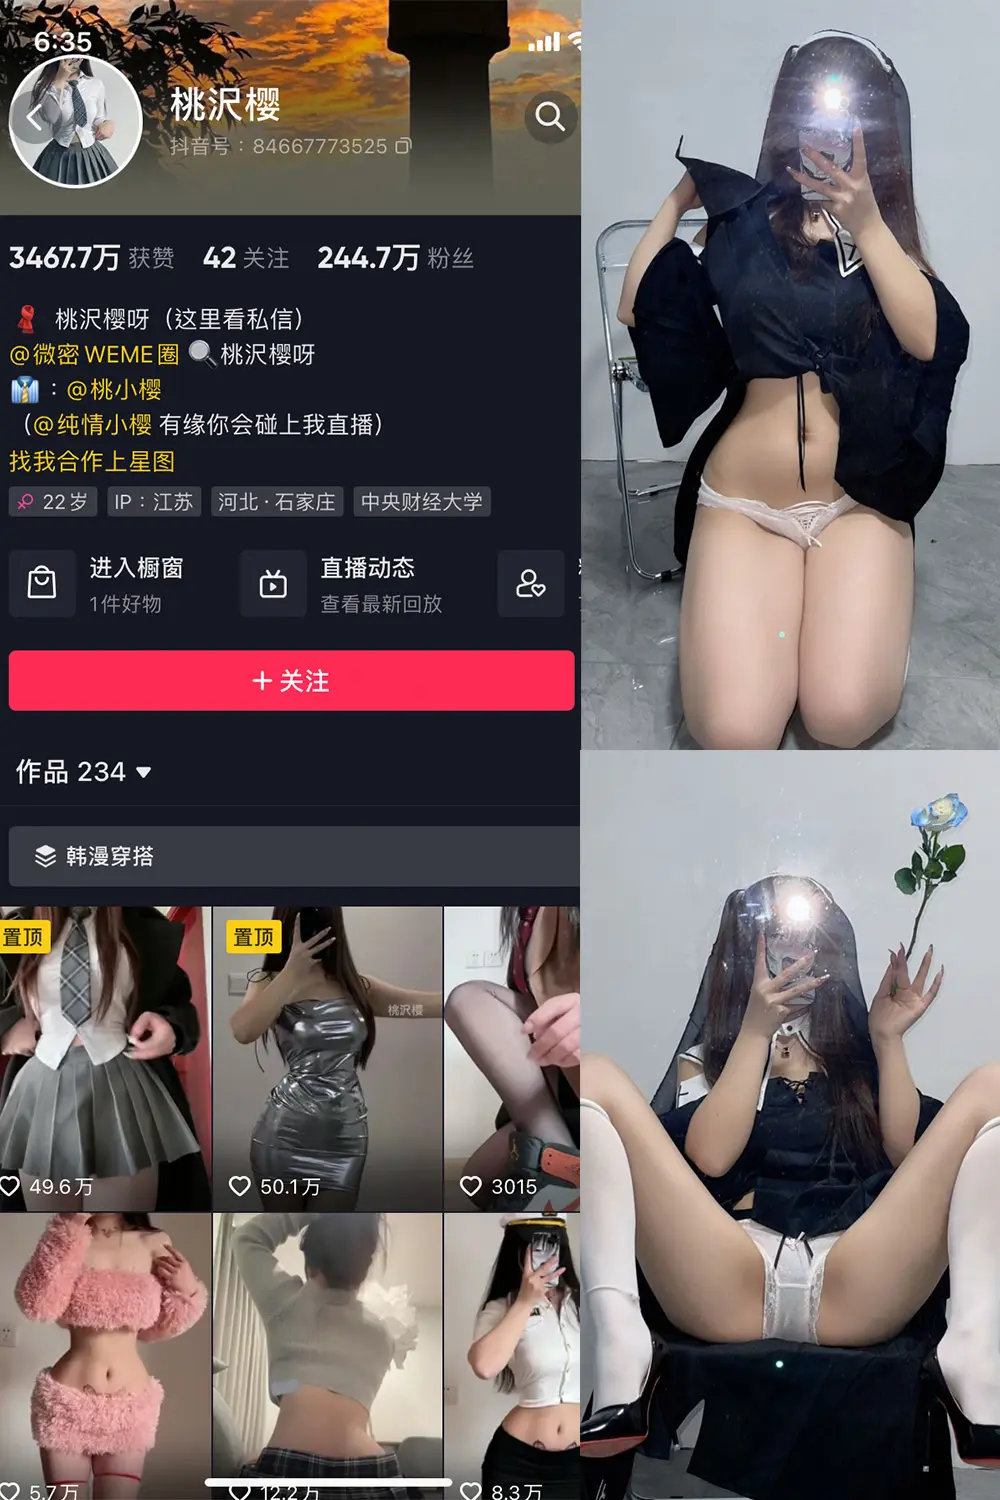 6:35
桃沢樱
抖音号：84667773525
3467.7万 获赞 42 关注 244.7万 粉丝
桃沢樱呀（这里看私信）
@微密 WEME 圈 🔍桃沢樱呀
👔：@桃小樱
（@纯情小樱 有缘你会碰上我直播）
找我合作上星图
22岁 IP：江苏 河北·石家庄 中央财经大学
进入橱窗 直播动态
1件好物 查看最新回放
+ 关注
作品 234
韩漫穿搭
置顶 置顶
桃沢樱
49.6万 50.1万 3015
5.7万 12.2万 8.3万